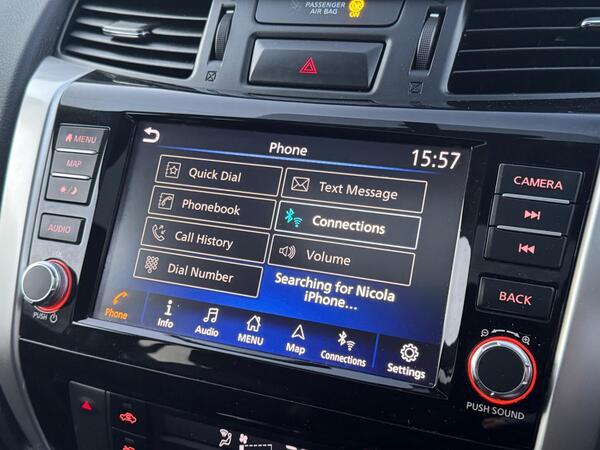 PASSENGER
AIR BAG
ON
MENU
MAP
AUDIO
PUSH
Phone
15:57
Quick Dial
Text Message
Phonebook
Connections
Call History
Volume
Dial Number
Searching for Nicola
iPhone...
Phone
Info
Audio
MENU
Map
Connections
Settings
CAMERA
BACK
PUSH SOUND